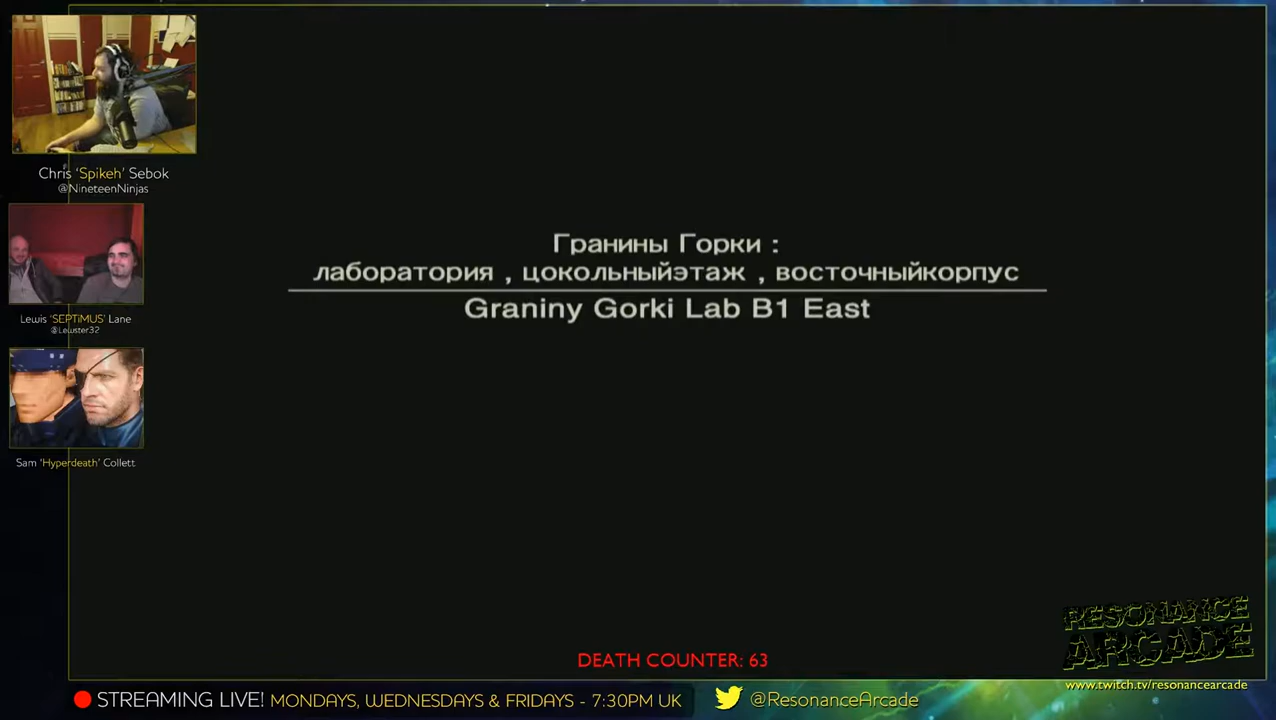 Chris 'Spikeh' Sebok
@NineteenNinjas
Lewis 'SEPTiMUS' Lane
@Lewster32
Sam 'Hyperdeath' Collett
Гранины Горки :
лаборатория , цокольныйэтаж , восточныйкорпус
Graniny Gorki Lab B1 East
DEATH COUNTER: 63
RESONANCE
ARCADE
www.twitch.tv/resonancearcade
STREAMING LIVE! MONDAYS, WEDNESDAYS & FRIDAYS - 7:30PM UK
@ResonanceArcade